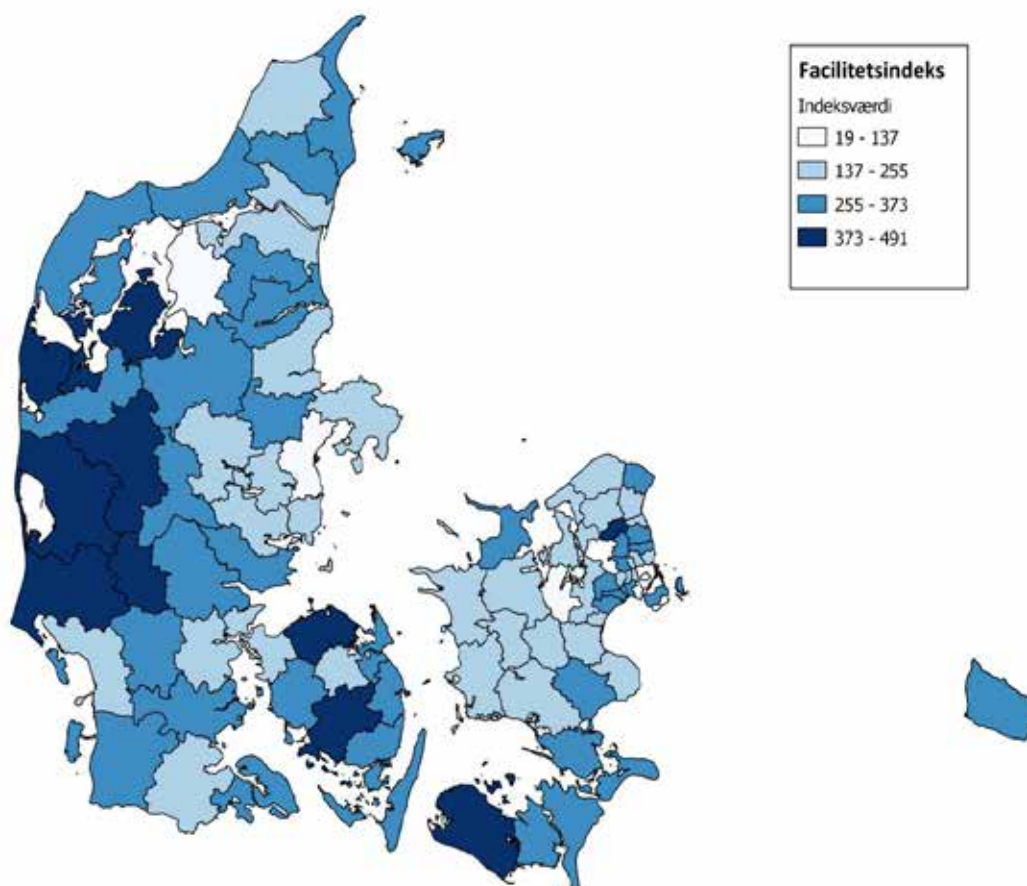 Facilitetsindeks
Indeksværdi
19 - 137
137 - 255
255 - 373
373 - 491